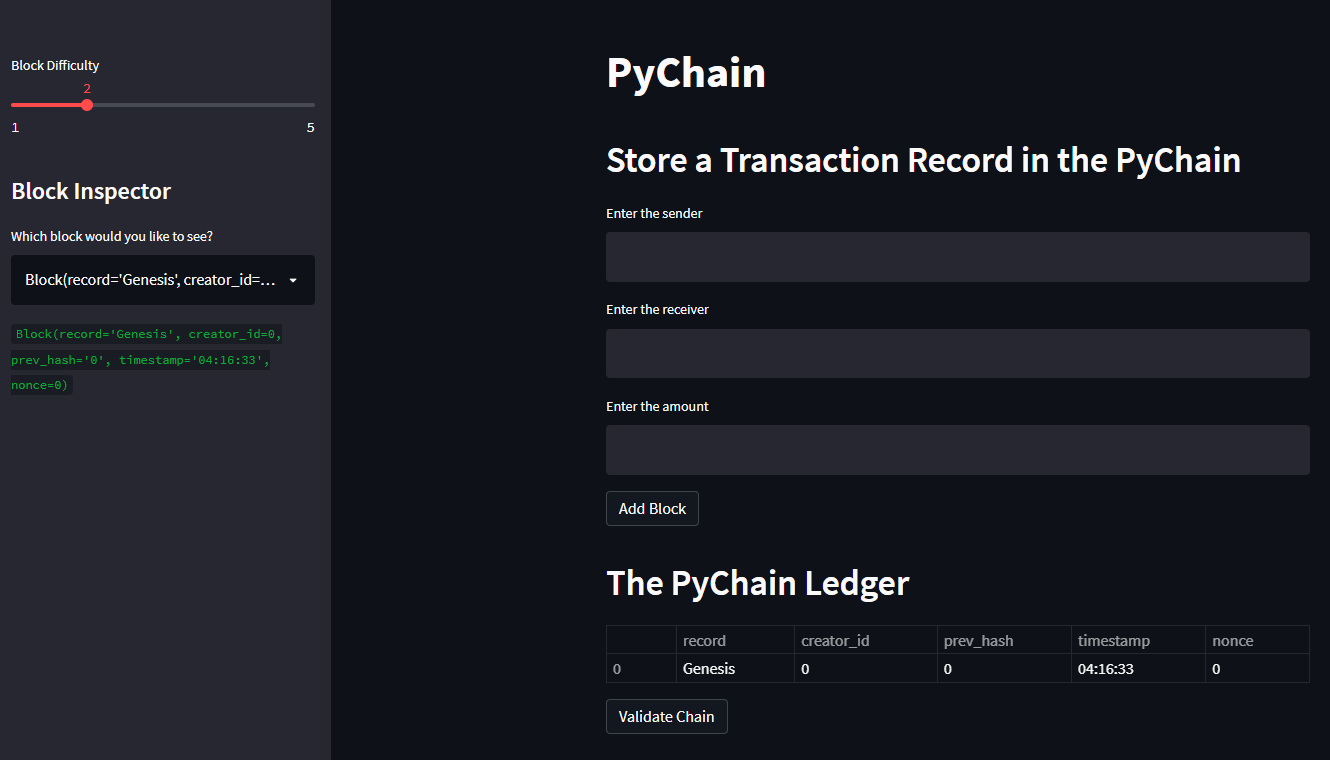 Block Difficulty
2
1 5
Block Inspector
Which block would you like to see?
Block(record='Genesis', creator_id=...
Block(record='Genesis', creator_id=0,
prev_hash='0', timestamp='04:16:33',
nonce=0)
PyChain
Store a Transaction Record in the PyChain
Enter the sender
Enter the receiver
Enter the amount
Add Block
The PyChain Ledger
record creator_id prev_hash timestamp nonce
0 Genesis 0 0 04:16:33 0
Validate Chain